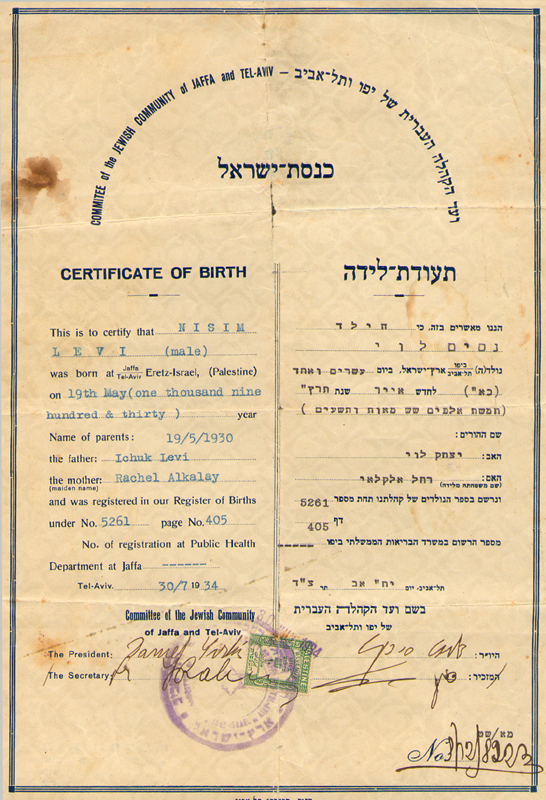 COMMITEE of the JEWISH COMMUNITY of JAFFA and TEL-AVIV – ועד הקהלה העברית של יפו ותל־אביב
כנסת־ישראל
CERTIFICATE OF BIRTH
This is to certify that NISIM
LEVI (male)
was born at Jaffa Tel-Aviv Eretz-Israel, (Palestine)
on 19th May(one thousand nine
hundred & thirty ) year
Name of parents: 19/5/1930
the father: Ichuk Levi
the mother: Rachel Alkalay
(maiden name)
and was registered in our Register of Births
under No. 5261 page No. 405
No. of registration at Public Health
Department at Jaffa ------
Tel-Aviv. 30/7 1934
Committee of the Jewish Community
of Jaffa and Tel-Aviv
The President:
The Secretary:
תעודת־לידה
הננו מאשרים בזה, כי הילד
נסים לוי
נולד(ה) ביפו תל־אביב ארץ־ישראל. ביום עשרים ואחד
(כא") לחדש אייר שנת תרץ"
(חמשת אלפים שש מאות ותשעים)
שם ההורים:
האב: יצחק לוי
האם: רחל אלקלאי
(שם משפחתה מלידה)
ונרשם בספר הנולדים של קהלתנו תחת מספר 5261
דף 405
מספר הרשום במשרד הבריאות הממשלתי ביפו -----
תל־אביב, יום יח" אב תר צ"ד
בשם ועד הקהלה העברית
של יפו ותל־אביב
היו"ר:
המזכיר:
PALESTINE
ארץ-ישראל
מא/שט
No